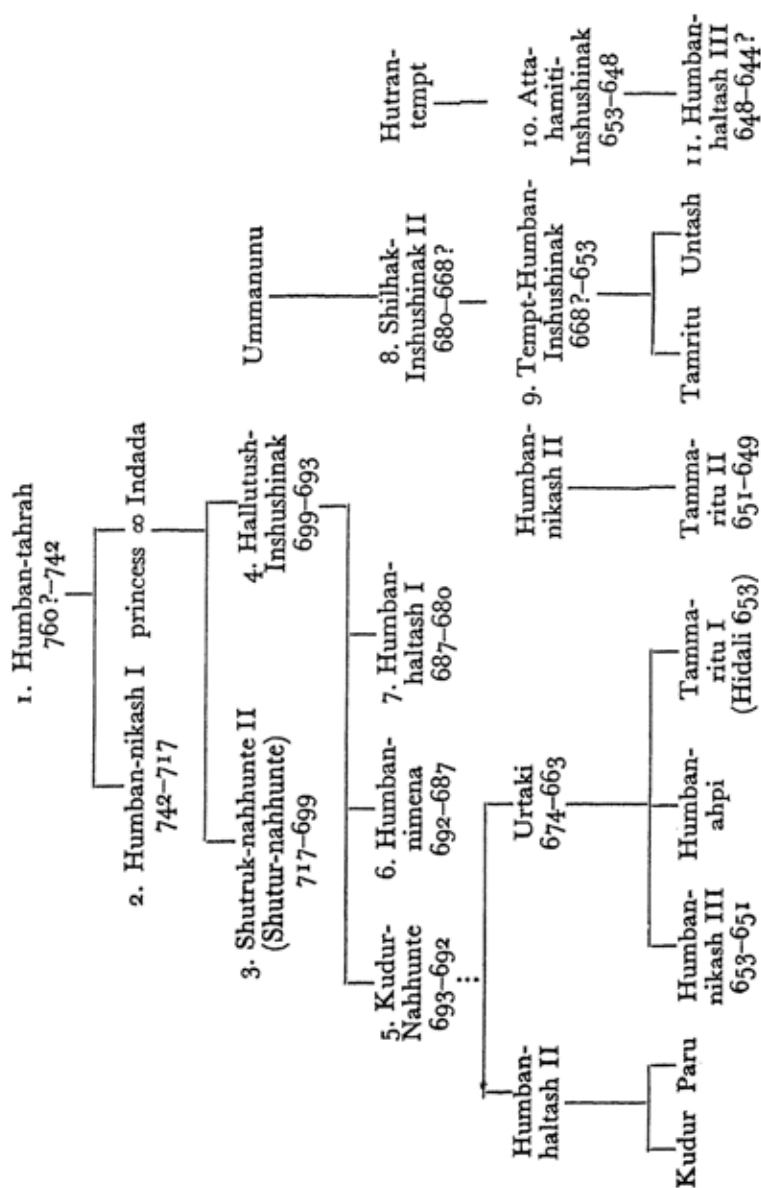 1. Humban-tahrah
760?–742
2. Humban-nikash I
742–717
princess ∞ Indada
3. Shutruk-nahhunte II
(Shutur-nahhunte)
717–699
4. Hallutush-
Inshushinak
699–693
Ummanunu
5. Kudur-
Nahhunte
693–692
6. Humban-
nimena
692–687
7. Humban-
haltash I
687–680
8. Shilhak-
Inshushinak II
680–668?
Hutran-
tempt
Humban-
haltash II
Urtaki
674–663
Humban-
nikash II
9. Tempt-Humban-
Inshushinak
668?–653
10. Atta-
hamiti-
Inshushinak
653–648
Kudur Paru
Humban-
nikash III
653–651
Humban-
ahpi
Tamma-
ritu I
(Hidali 653)
Tamma-
ritu II
651–649
Tamritu Untash
11. Humban-
haltash III
648–644?